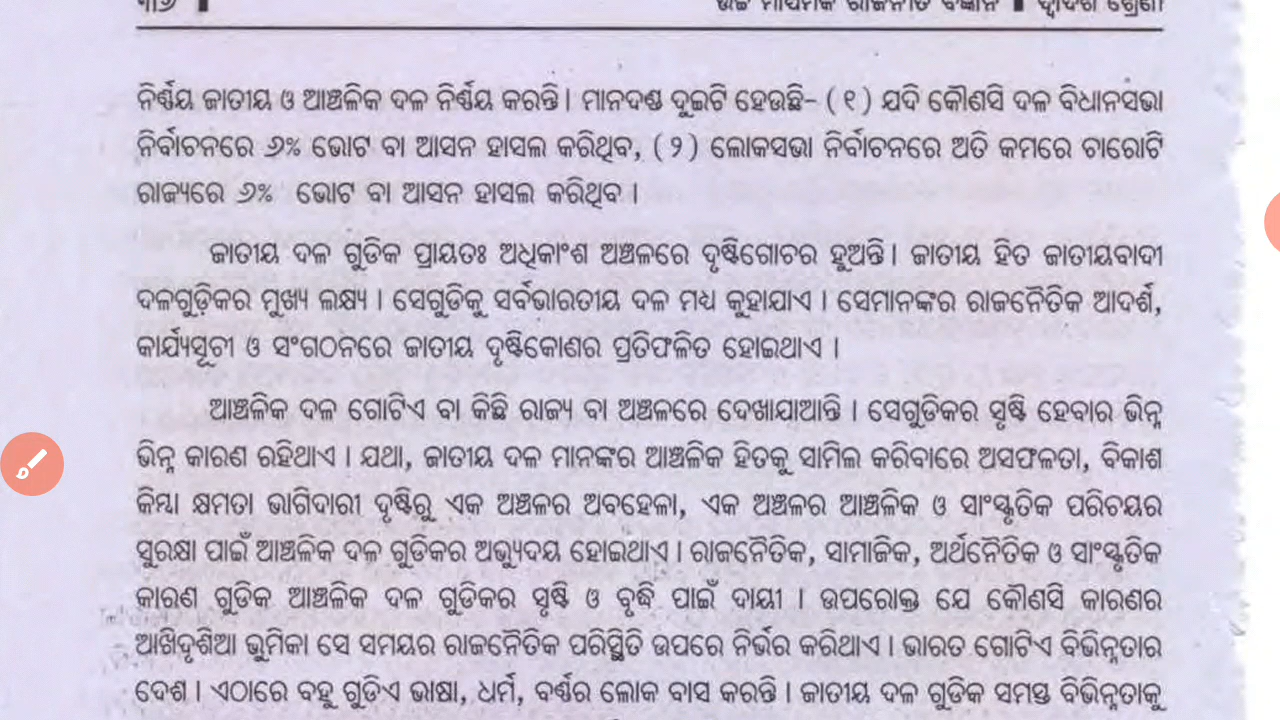 ଉଚ୍ଚ ମାଧ୍ୟମିକ ରାଜନୀତି ବିଜ୍ଞାନ ▌ ଦ୍ୱାଦଶ ଶ୍ରେଣୀ
ନିର୍ଣ୍ଣୟ ଜାତୀୟ ଓ ଆଞ୍ଚଳିକ ଦଳ ନିର୍ଣ୍ଣୟ କରନ୍ତି । ମାନଦଣ୍ଡ ଦୁଇଟି ହେଉଛି- (୧) ଯଦି କୌଣସି ଦଳ ବିଧାନସଭା
ନିର୍ବାଚନରେ ୬% ଭୋଟ ବା ଆସନ ହାସଲ କରିଥିବ, (୨) ଲୋକସଭା ନିର୍ବାଚନରେ ଅତି କମରେ ଚାରୋଟି
ରାଜ୍ୟରେ ୬% ଭୋଟ ବା ଆସନ ହାସଲ କରିଥିବ ।
ଜାତୀୟ ଦଳ ଗୁଡିକ ପ୍ରାୟତଃ ଅଧିକାଂଶ ଅଞ୍ଚଳରେ ଦୃଷ୍ଟିଗୋଚର ହୁଅନ୍ତି । ଜାତୀୟ ହିତ ଜାତୀୟବାଦୀ
ଦଳଗୁଡ଼ିକର ମୁଖ୍ୟ ଲକ୍ଷ୍ୟ । ସେଗୁଡିକୁ ସର୍ବଭାରତୀୟ ଦଳ ମଧ୍ୟ କୁହାଯାଏ । ସେମାନଙ୍କର ରାଜନୈତିକ ଆଦର୍ଶ,
କାର୍ଯ୍ୟସୂଚୀ ଓ ସଂଗଠନରେ ଜାତୀୟ ଦୃଷ୍ଟିକୋଣର ପ୍ରତିଫଳିତ ହୋଇଥାଏ ।
ଆଞ୍ଚଳିକ ଦଳ ଗୋଟିଏ ବା କିଛି ରାଜ୍ୟ ବା ଅଞ୍ଚଳରେ ଦେଖାଯାଆନ୍ତି । ସେଗୁଡିକର ସୃଷ୍ଟି ହେବାର ଭିନ୍ନ
ଭିନ୍ନ କାରଣ ରହିଥାଏ । ଯଥା, ଜାତୀୟ ଦଳ ମାନଙ୍କର ଆଞ୍ଚଳିକ ହିତକୁ ସାମିଲ କରିବାରେ ଅସଫଳତା, ବିକାଶ
କିମ୍ବା କ୍ଷମତା ଭାଗିଦାରୀ ଦୃଷ୍ଟିରୁ ଏକ ଅଞ୍ଚଳର ଅବହେଳା, ଏକ ଅଞ୍ଚଳର ଆଞ୍ଚଳିକ ଓ ସାଂସ୍କୃତିକ ପରିଚୟର
ସୁରକ୍ଷା ପାଇଁ ଆଞ୍ଚଳିକ ଦଳ ଗୁଡିକର ଅଭ୍ୟୁଦୟ ହୋଇଥାଏ । ରାଜନୈତିକ, ସାମାଜିକ, ଅର୍ଥନୈତିକ ଓ ସାଂସ୍କୃତିକ
କାରଣ ଗୁଡିକ ଆଞ୍ଚଳିକ ଦଳ ଗୁଡିକର ସୃଷ୍ଟି ଓ ବୃଦ୍ଧି ପାଇଁ ଦାୟୀ । ଉପରୋକ୍ତ ଯେ କୌଣସି କାରଣର
ଆଖିଦୃଶିଆ ଭୂମିକା ସେ ସମୟର ରାଜନୈତିକ ପରିସ୍ଥିତି ଉପରେ ନିର୍ଭର କରିଥାଏ । ଭାରତ ଗୋଟିଏ ବିଭିନ୍ନତାର
ଦେଶ । ଏଠାରେ ବହୁ ଗୁଡିଏ ଭାଷା, ଧର୍ମ, ବର୍ଣ୍ଣର ଲୋକ ବାସ କରନ୍ତି । ଜାତୀୟ ଦଳ ଗୁଡିକ ସମସ୍ତ ବିଭିନ୍ନତାକୁ